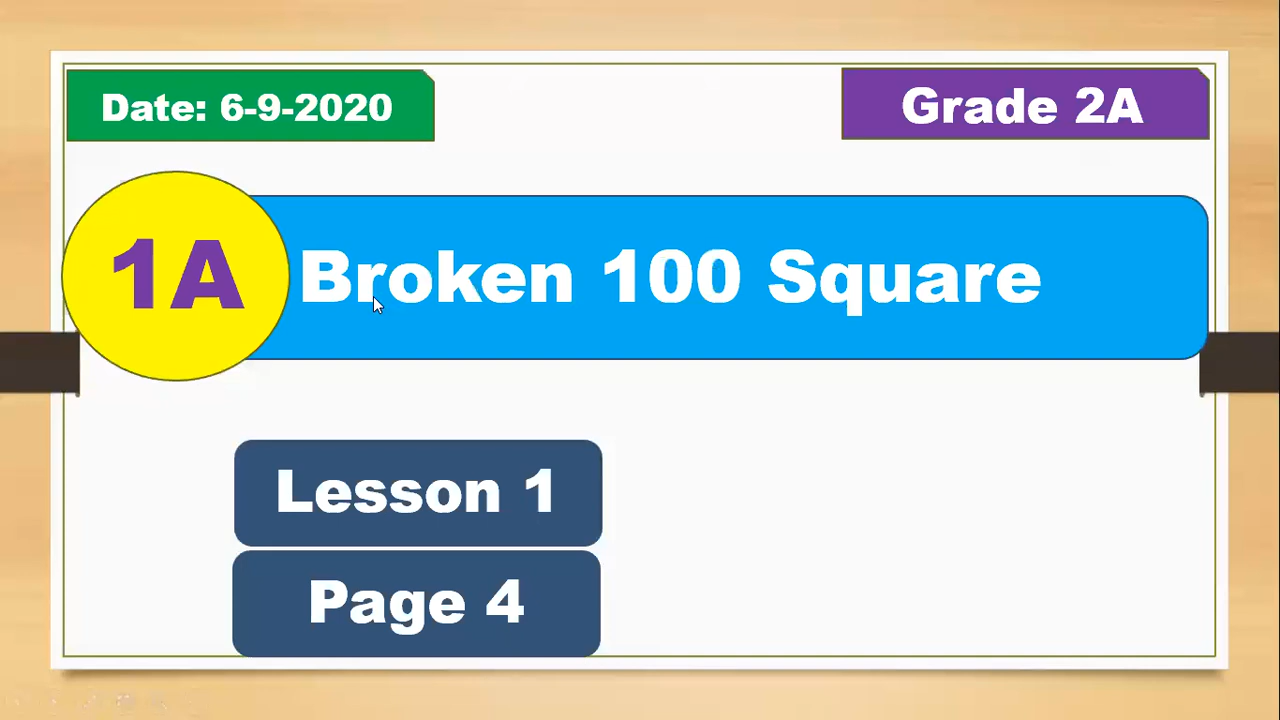 Date: 6-9-2020
Grade 2A
1A
Broken 100 Square
Lesson 1
Page 4